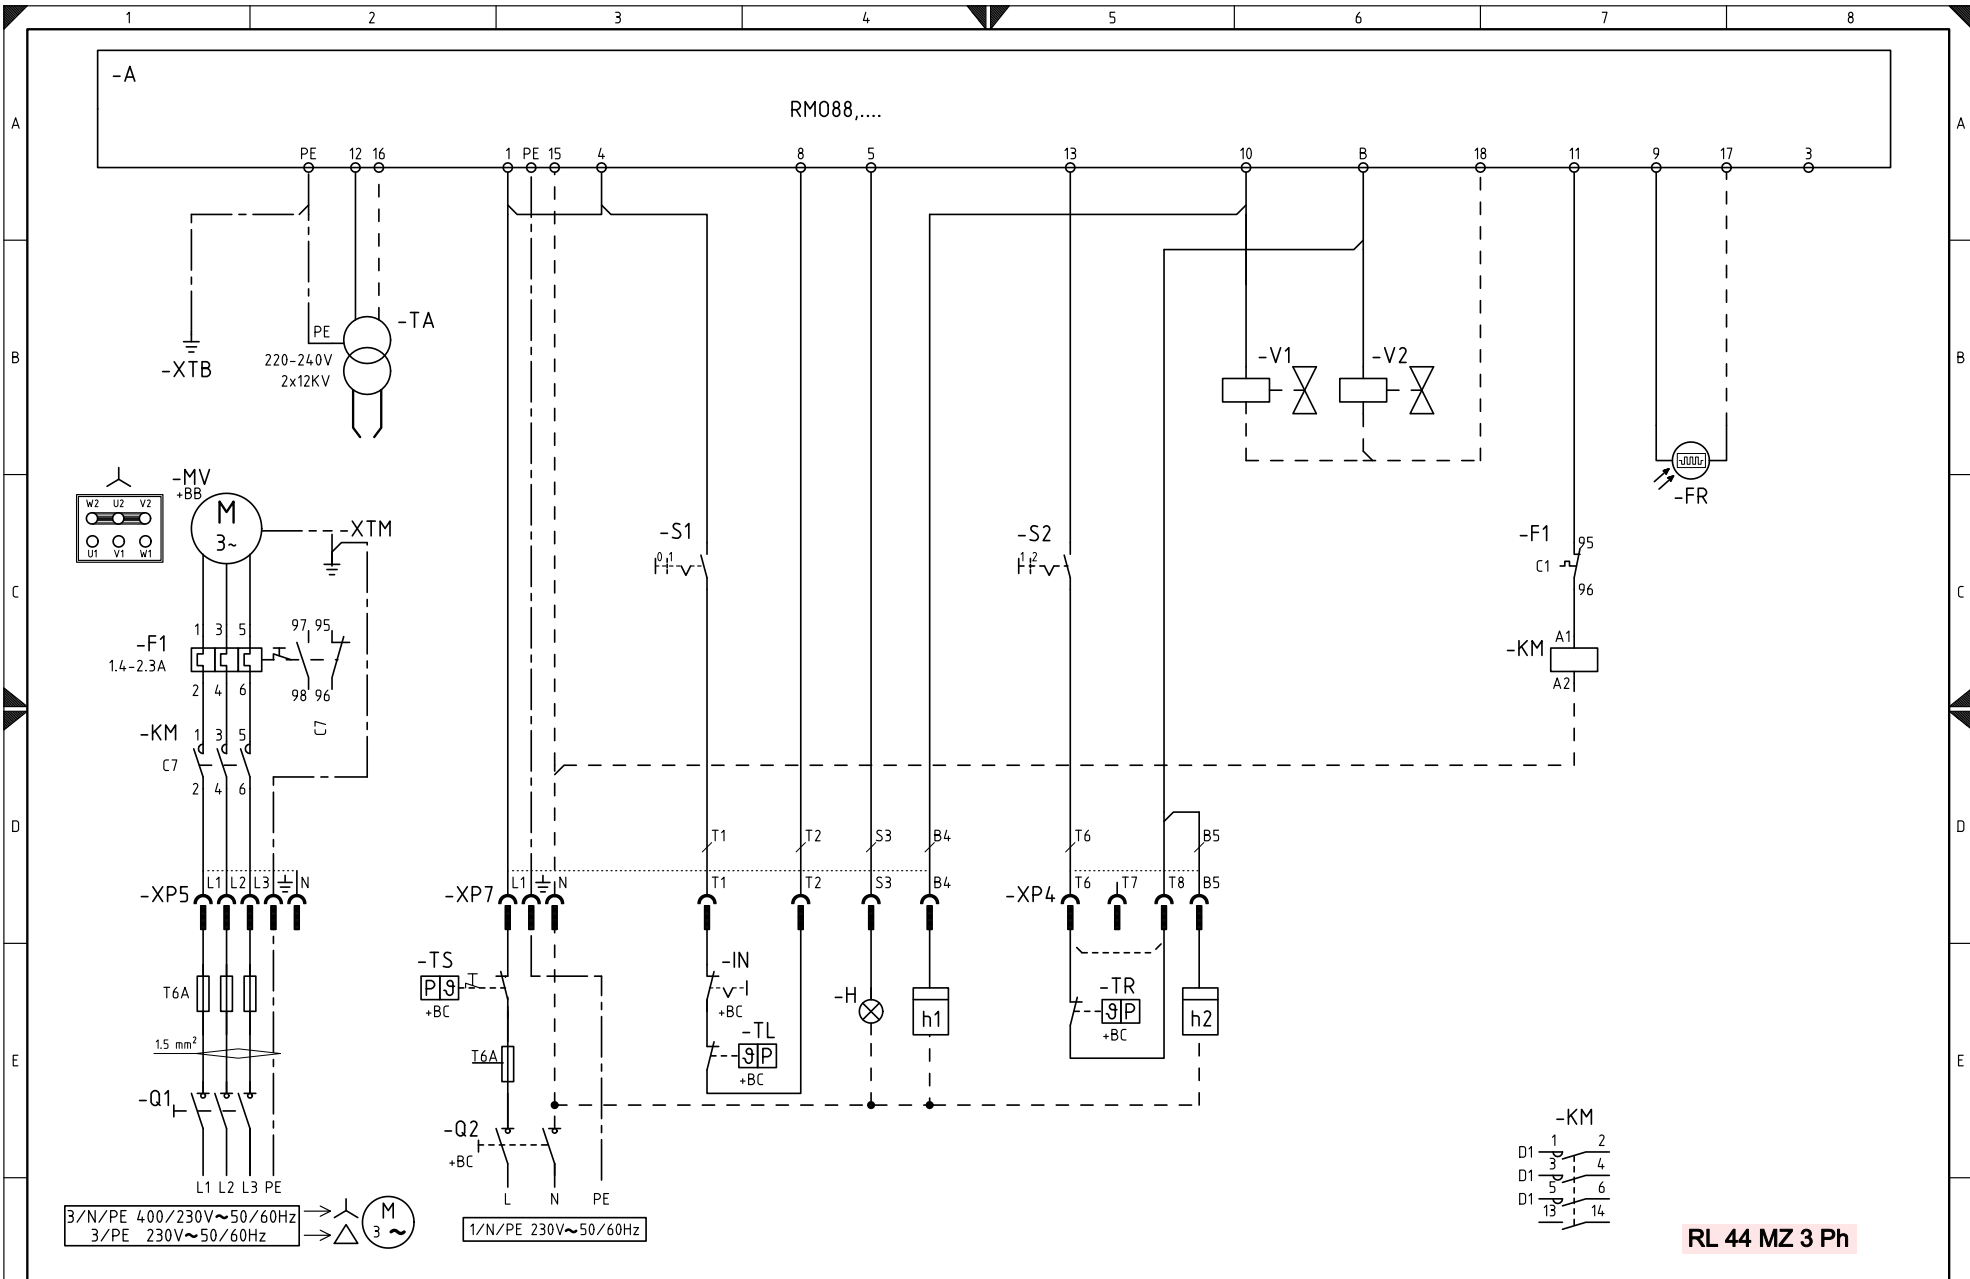 1 2 3 4 5 6 7 8
-A
RMO88,....
A A
PE 12 16 1 PE 15 4 8 5 13 10 B 18 11 9 17 3
PE
-TA
220-240V
2x12KV
-XTB
B B
-V1 -V2
-FR
-MV
+BB
W2 U2 V2
U1 V1 W1
M
3~
XTM
-S1
0 1
-S2
1 2
-F1
95
C1
96
C C
-F1
1.4-2.3A
1 3 5
2 4 6
97 95
98 96
C7
A1
-KM
A2
-KM
C7
1 3 5
2 4 6
D D
T1 T2 S3 B4 T6 B5
-XP5
L1 L2 L3 N
-XP7
L1 N T1 T2 S3 B4
-XP4
T6 T7 T8 B5
T6A
-TS
P ϑ
+BC
-IN
+BC
-TL
ϑ P
+BC
-H
h1
-TR
ϑ P
+BC
h2
1.5 mm²
T6A
E E
-Q1
-Q2
+BC
L1 L2 L3 PE
L N PE
3/N/PE 400/230V~50/60Hz
3/PE 230V~50/60Hz
M
3 ~
1/N/PE 230V~50/60Hz
-KM
D1 1 2
D1 3 4
D1 5 6
13 14
RL 44 MZ 3 Ph